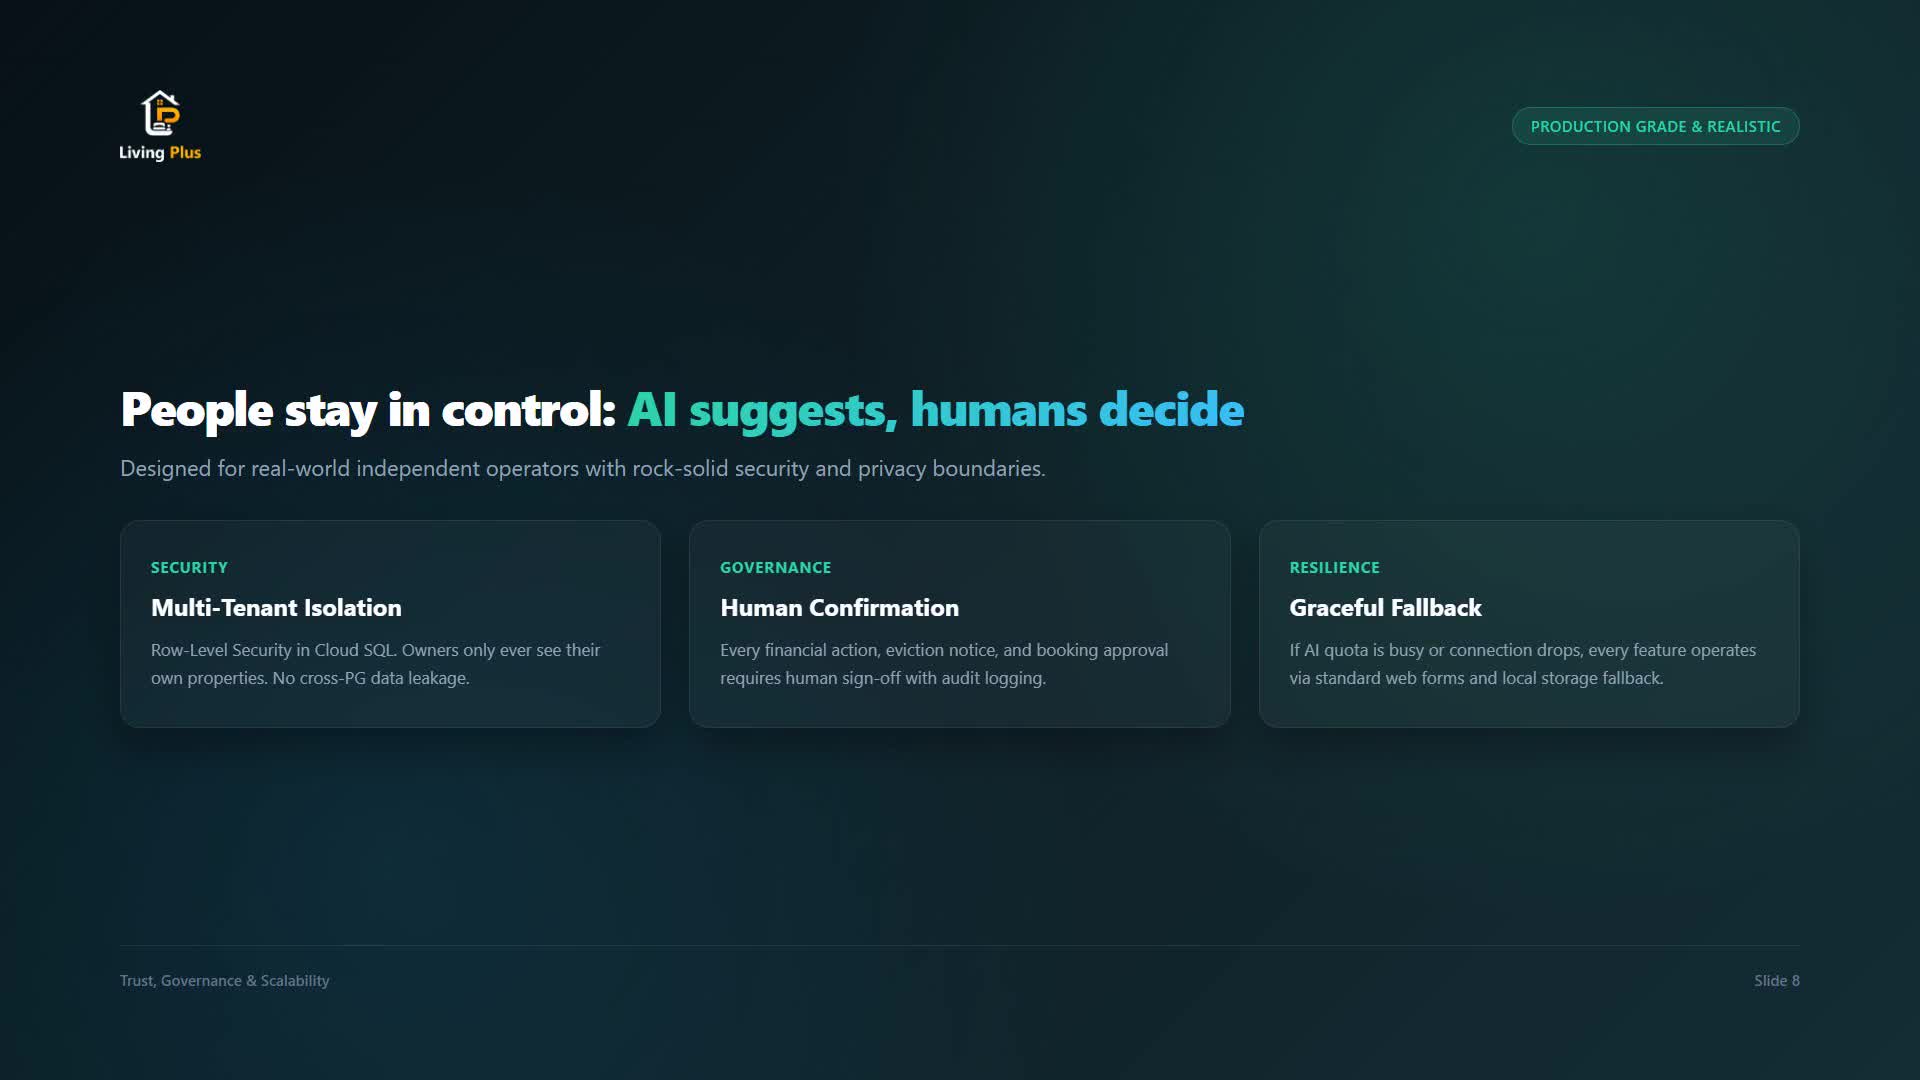 Living Plus
PRODUCTION GRADE & REALISTIC
People stay in control: AI suggests, humans decide
Designed for real-world independent operators with rock-solid security and privacy boundaries.
SECURITY
Multi-Tenant Isolation
Row-Level Security in Cloud SQL. Owners only ever see their
own properties. No cross-PG data leakage.
GOVERNANCE
Human Confirmation
Every financial action, eviction notice, and booking approval
requires human sign-off with audit logging.
RESILIENCE
Graceful Fallback
If AI quota is busy or connection drops, every feature operates
via standard web forms and local storage fallback.
Trust, Governance & Scalability
Slide 8